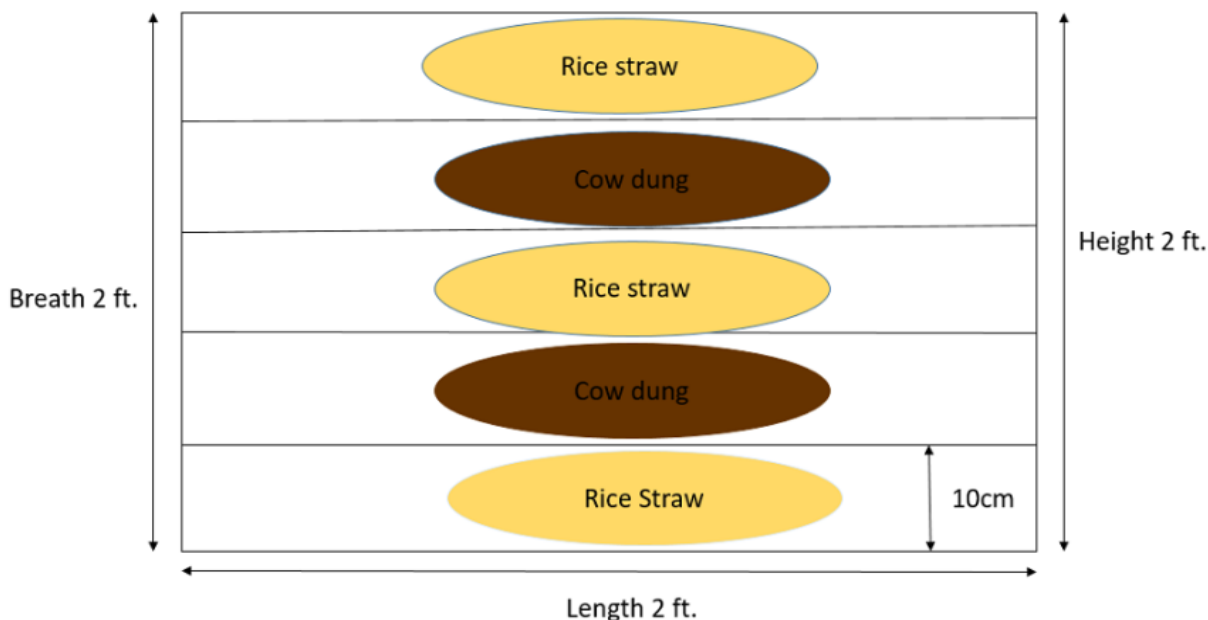 Rice straw
Cow dung
Height 2 ft.
Rice straw
Breath 2 ft.
Cow dung
Rice Straw
10cm
Length 2 ft.